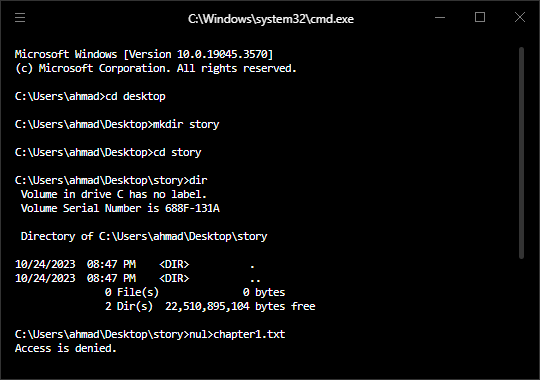 C:\Windows\system32\cmd.exe
Microsoft Windows [Version 10.0.19045.3570]
(c) Microsoft Corporation. All rights reserved.
C:\Users\ahmad>cd desktop
C:\Users\ahmad\Desktop>mkdir story
C:\Users\ahmad\Desktop>cd story
C:\Users\ahmad\Desktop\story>dir
 Volume in drive C has no label.
 Volume Serial Number is 688F-131A
 Directory of C:\Users\ahmad\Desktop\story
10/24/2023  08:47 PM    <DIR>          .
10/24/2023  08:47 PM    <DIR>          ..
               0 File(s)              0 bytes
               2 Dir(s)  22,510,895,104 bytes free
C:\Users\ahmad\Desktop\story>nul>chapter1.txt
Access is denied.